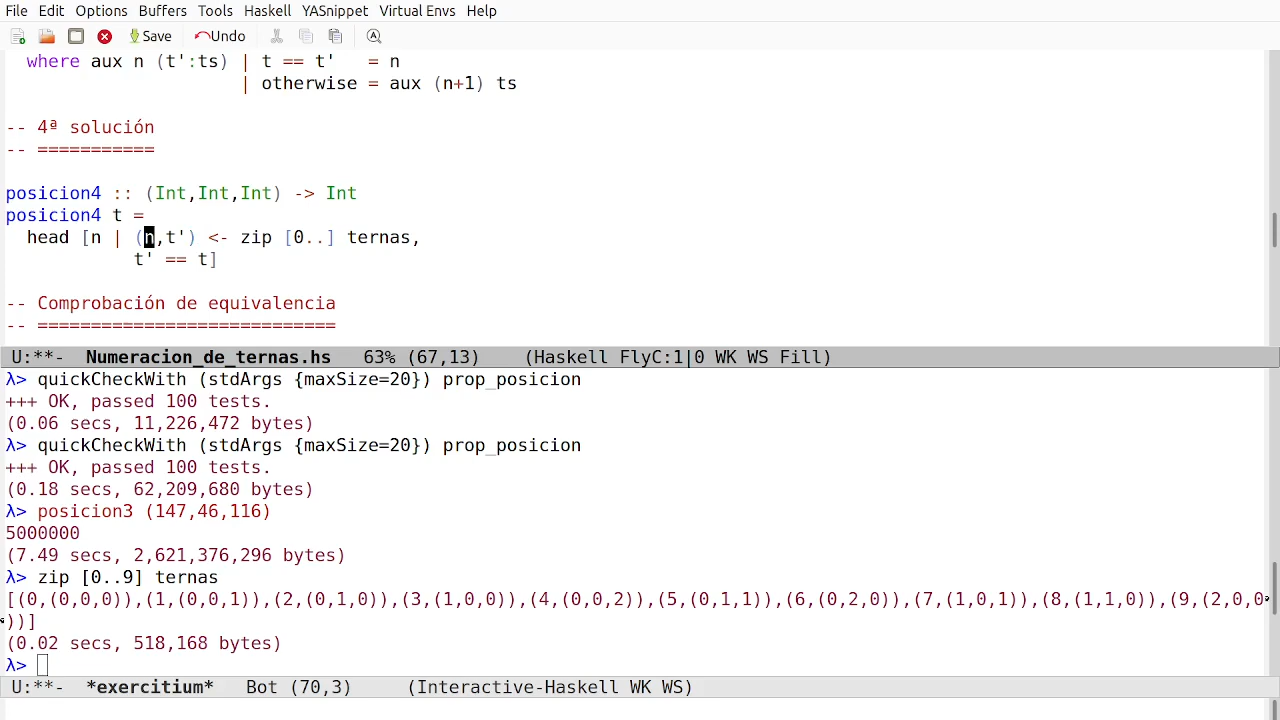 File Edit Options Buffers Tools Haskell YASnippet Virtual Envs Help
Save Undo
  where aux n (t':ts) | t == t'   = n
                      | otherwise = aux (n+1) ts
-- 4ª solución
-- ===========
posicion4 :: (Int,Int,Int) -> Int
posicion4 t =
  head [n | (n,t') <- zip [0..] ternas,
            t' == t]
-- Comprobación de equivalencia
-- ============================
U:**-  Numeracion_de_ternas.hs   63% (67,13)    (Haskell FlyC:1|0 WK WS Fill)
λ> quickCheckWith (stdArgs {maxSize=20}) prop_posicion
+++ OK, passed 100 tests.
(0.06 secs, 11,226,472 bytes)
λ> quickCheckWith (stdArgs {maxSize=20}) prop_posicion
+++ OK, passed 100 tests.
(0.18 secs, 62,209,680 bytes)
λ> posicion3 (147,46,116)
5000000
(7.49 secs, 2,621,376,296 bytes)
λ> zip [0..9] ternas
[(0,(0,0,0)),(1,(0,0,1)),(2,(0,1,0)),(3,(1,0,0)),(4,(0,0,2)),(5,(0,1,1)),(6,(0,2,0)),(7,(1,0,1)),(8,(1,1,0)),(9,(2,0,0
))]
(0.02 secs, 518,168 bytes)
λ>
U:**-  *exercitium*   Bot (70,3)     (Interactive-Haskell WK WS)